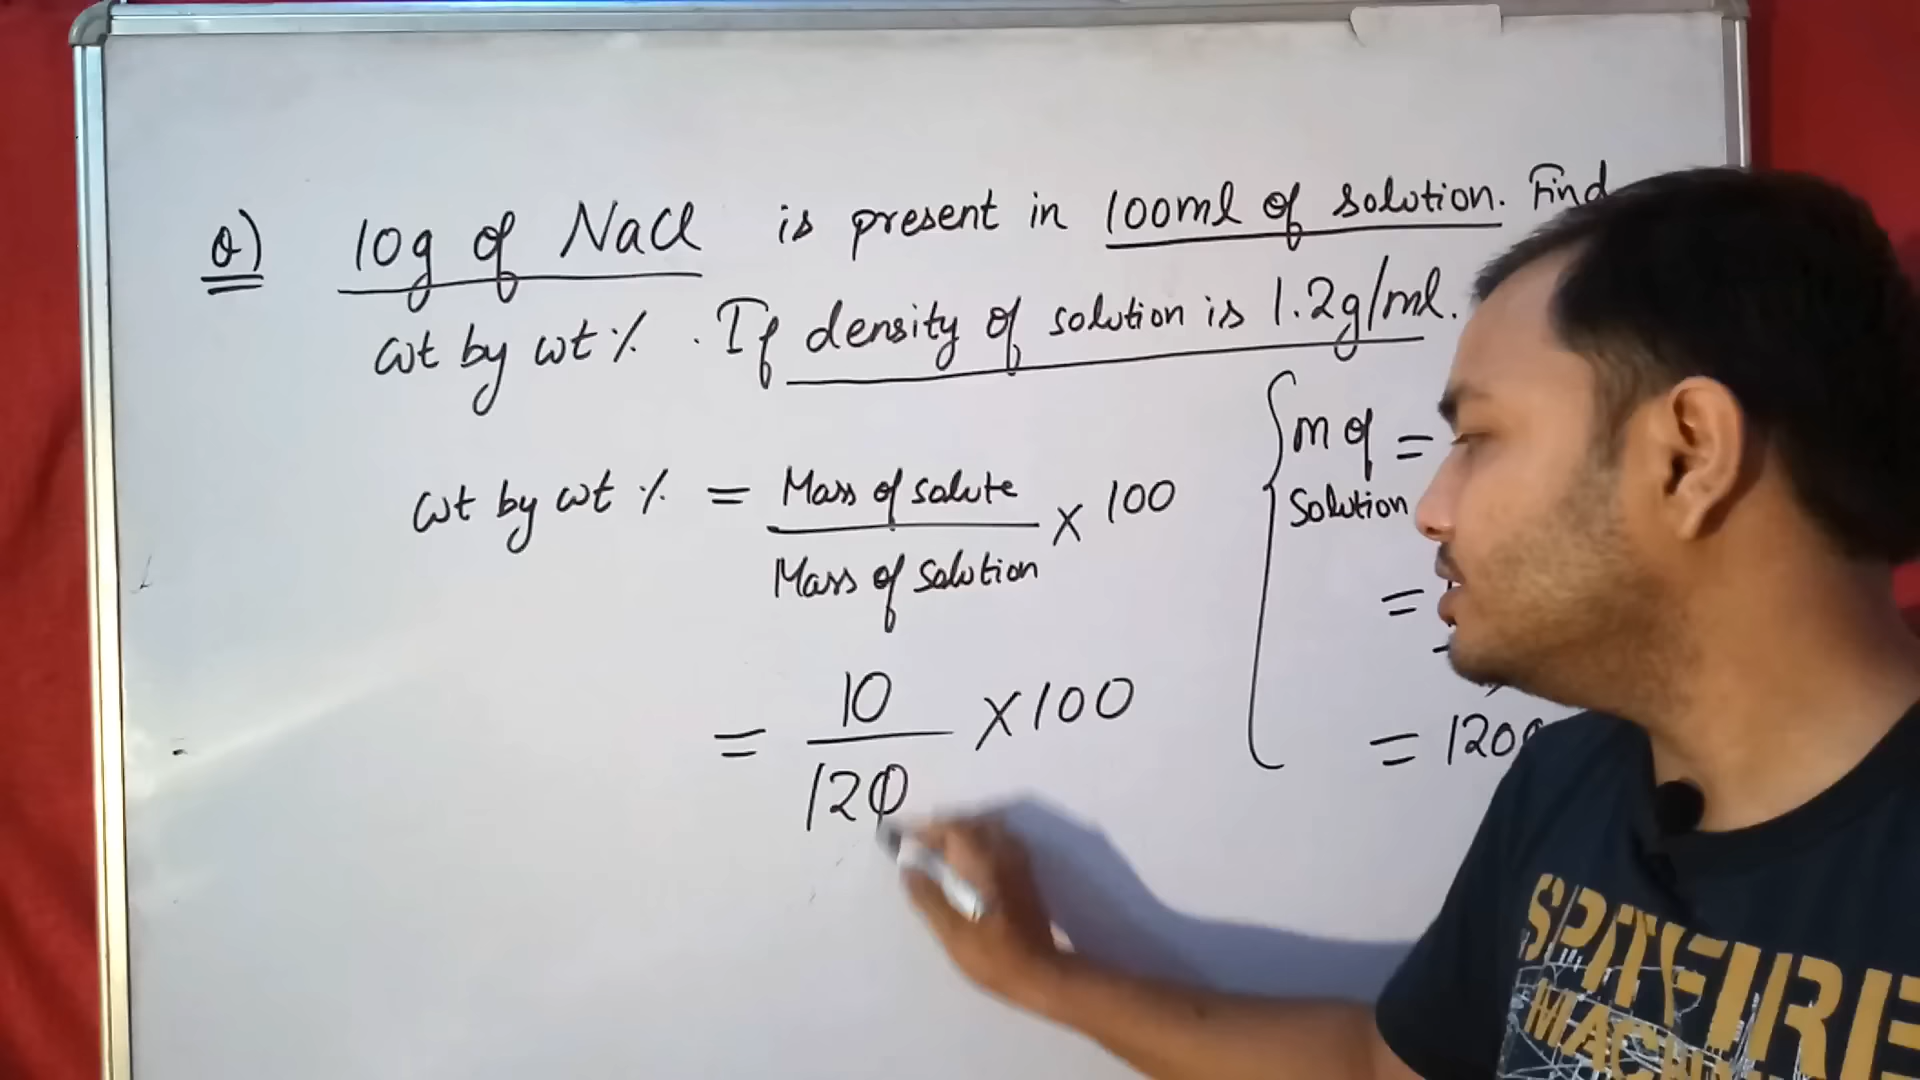 Q) 10g of NaCl is present in 100ml of solution. Find
wt by wt %. If density of solution is 1.2g/ml.
wt by wt % = Mass of solute / Mass of solution × 100
= 10 / 120 × 100
m of solution =
=
= 120
SPITFIRE